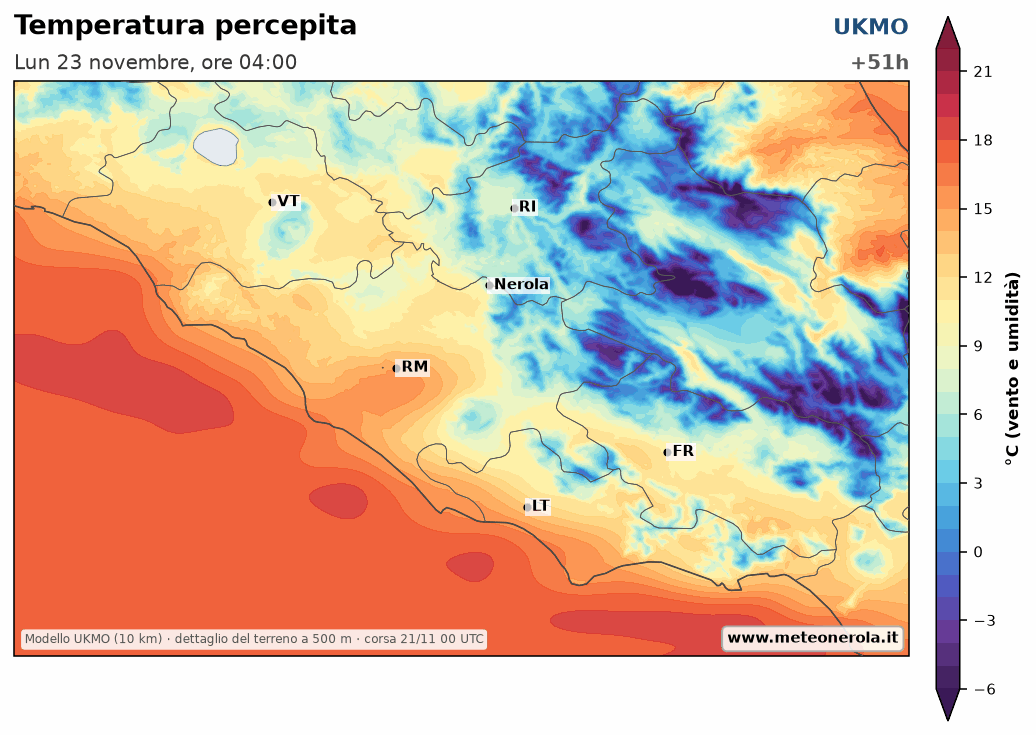 Temperatura percepita
UKMO
Lun 23 novembre, ore 04:00
+51h
VT
RI
Nerola
RM
FR
LT
21
18
15
12
9
6
3
0
−3
−6
°C (vento e umidità)
Modello UKMO (10 km) · dettaglio del terreno a 500 m · corsa 21/11 00 UTC
www.meteonerola.it